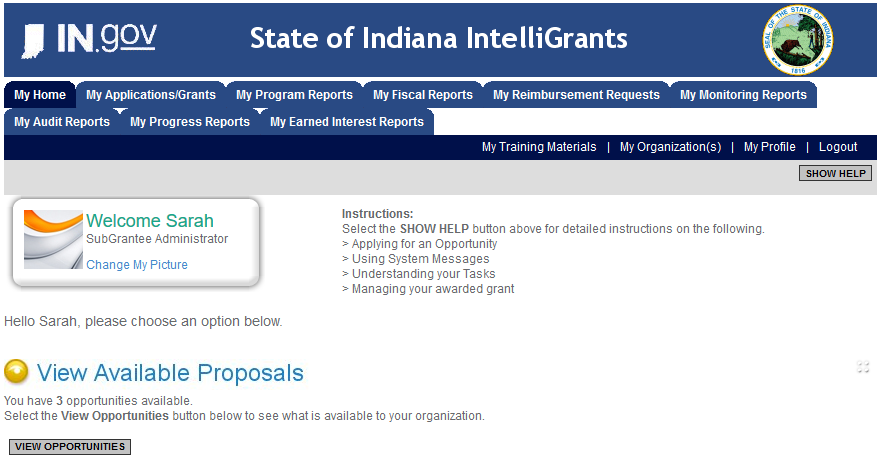 IN.gov
State of Indiana IntelliGrants
SEAL OF THE STATE OF INDIANA
1816
My Home
My Applications/Grants
My Program Reports
My Fiscal Reports
My Reimbursement Requests
My Monitoring Reports
My Audit Reports
My Progress Reports
My Earned Interest Reports
My Training Materials | My Organization(s) | My Profile | Logout
SHOW HELP
Welcome Sarah
SubGrantee Administrator
Change My Picture
Instructions:
Select the SHOW HELP button above for detailed instructions on the following.
> Applying for an Opportunity
> Using System Messages
> Understanding your Tasks
> Managing your awarded grant
Hello Sarah, please choose an option below.
View Available Proposals
You have 3 opportunities available.
Select the View Opportunities button below to see what is available to your organization.
VIEW OPPORTUNITIES